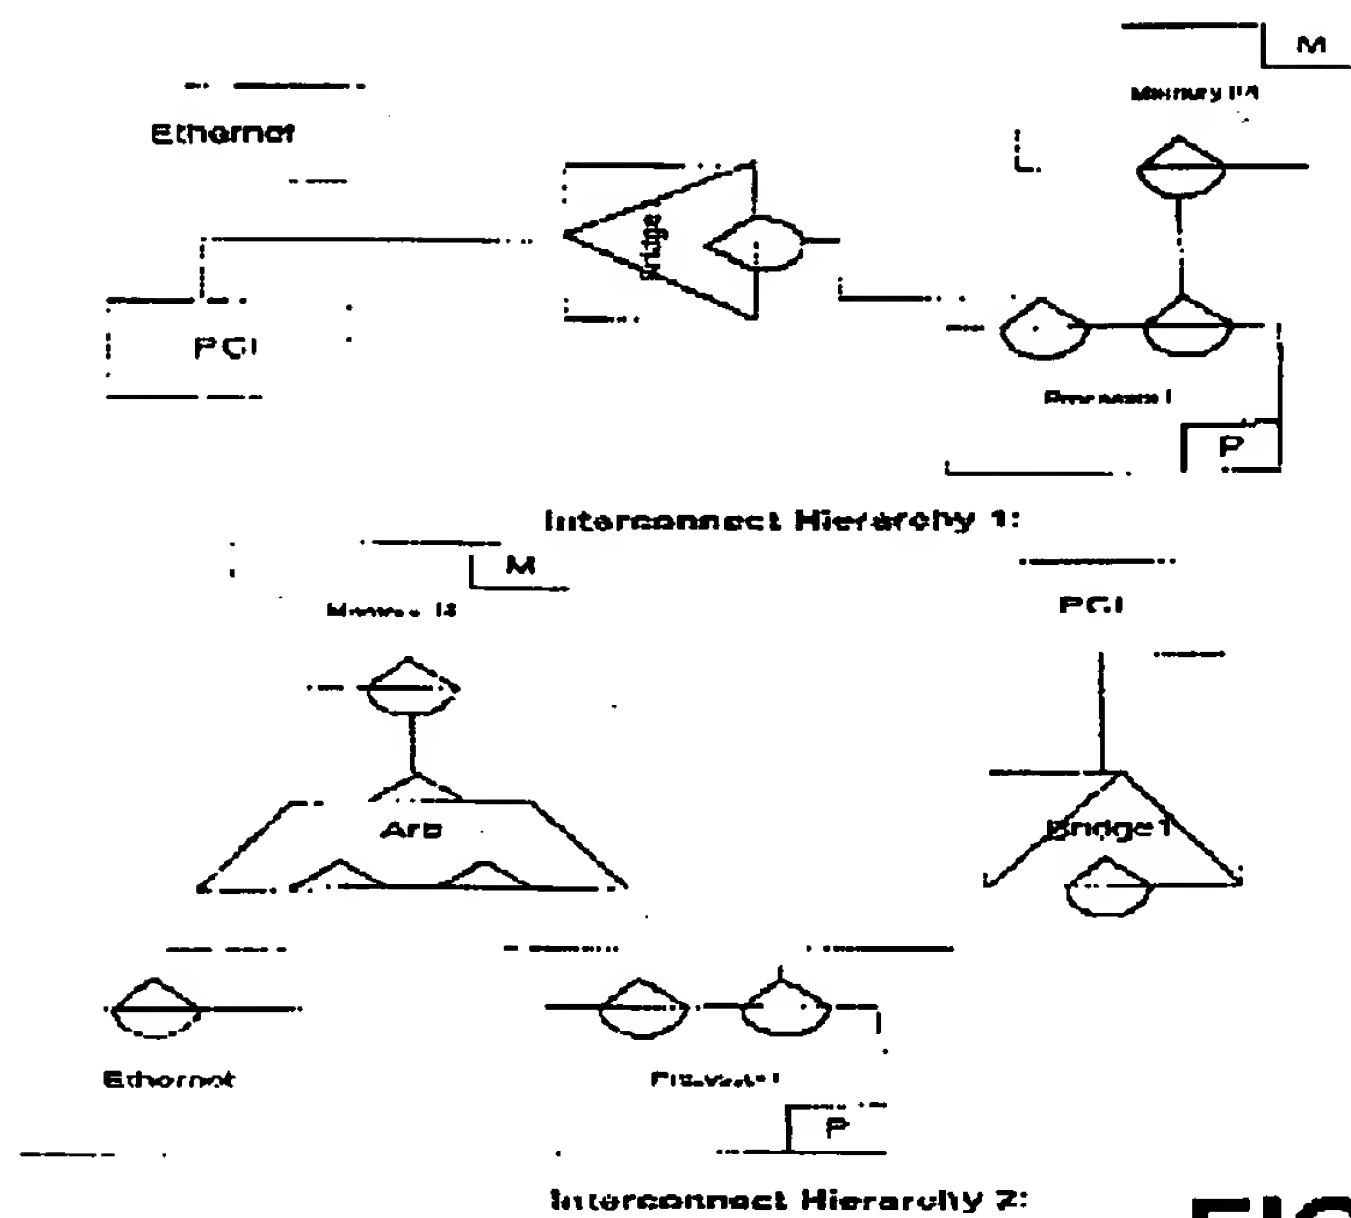 M
Ethernet
Bridge
PCI
P
Interconnect Hierarchy 1:
M
PCI
Arb
Bridge1
Ethernet
P
Interconnect Hierarchy 2: